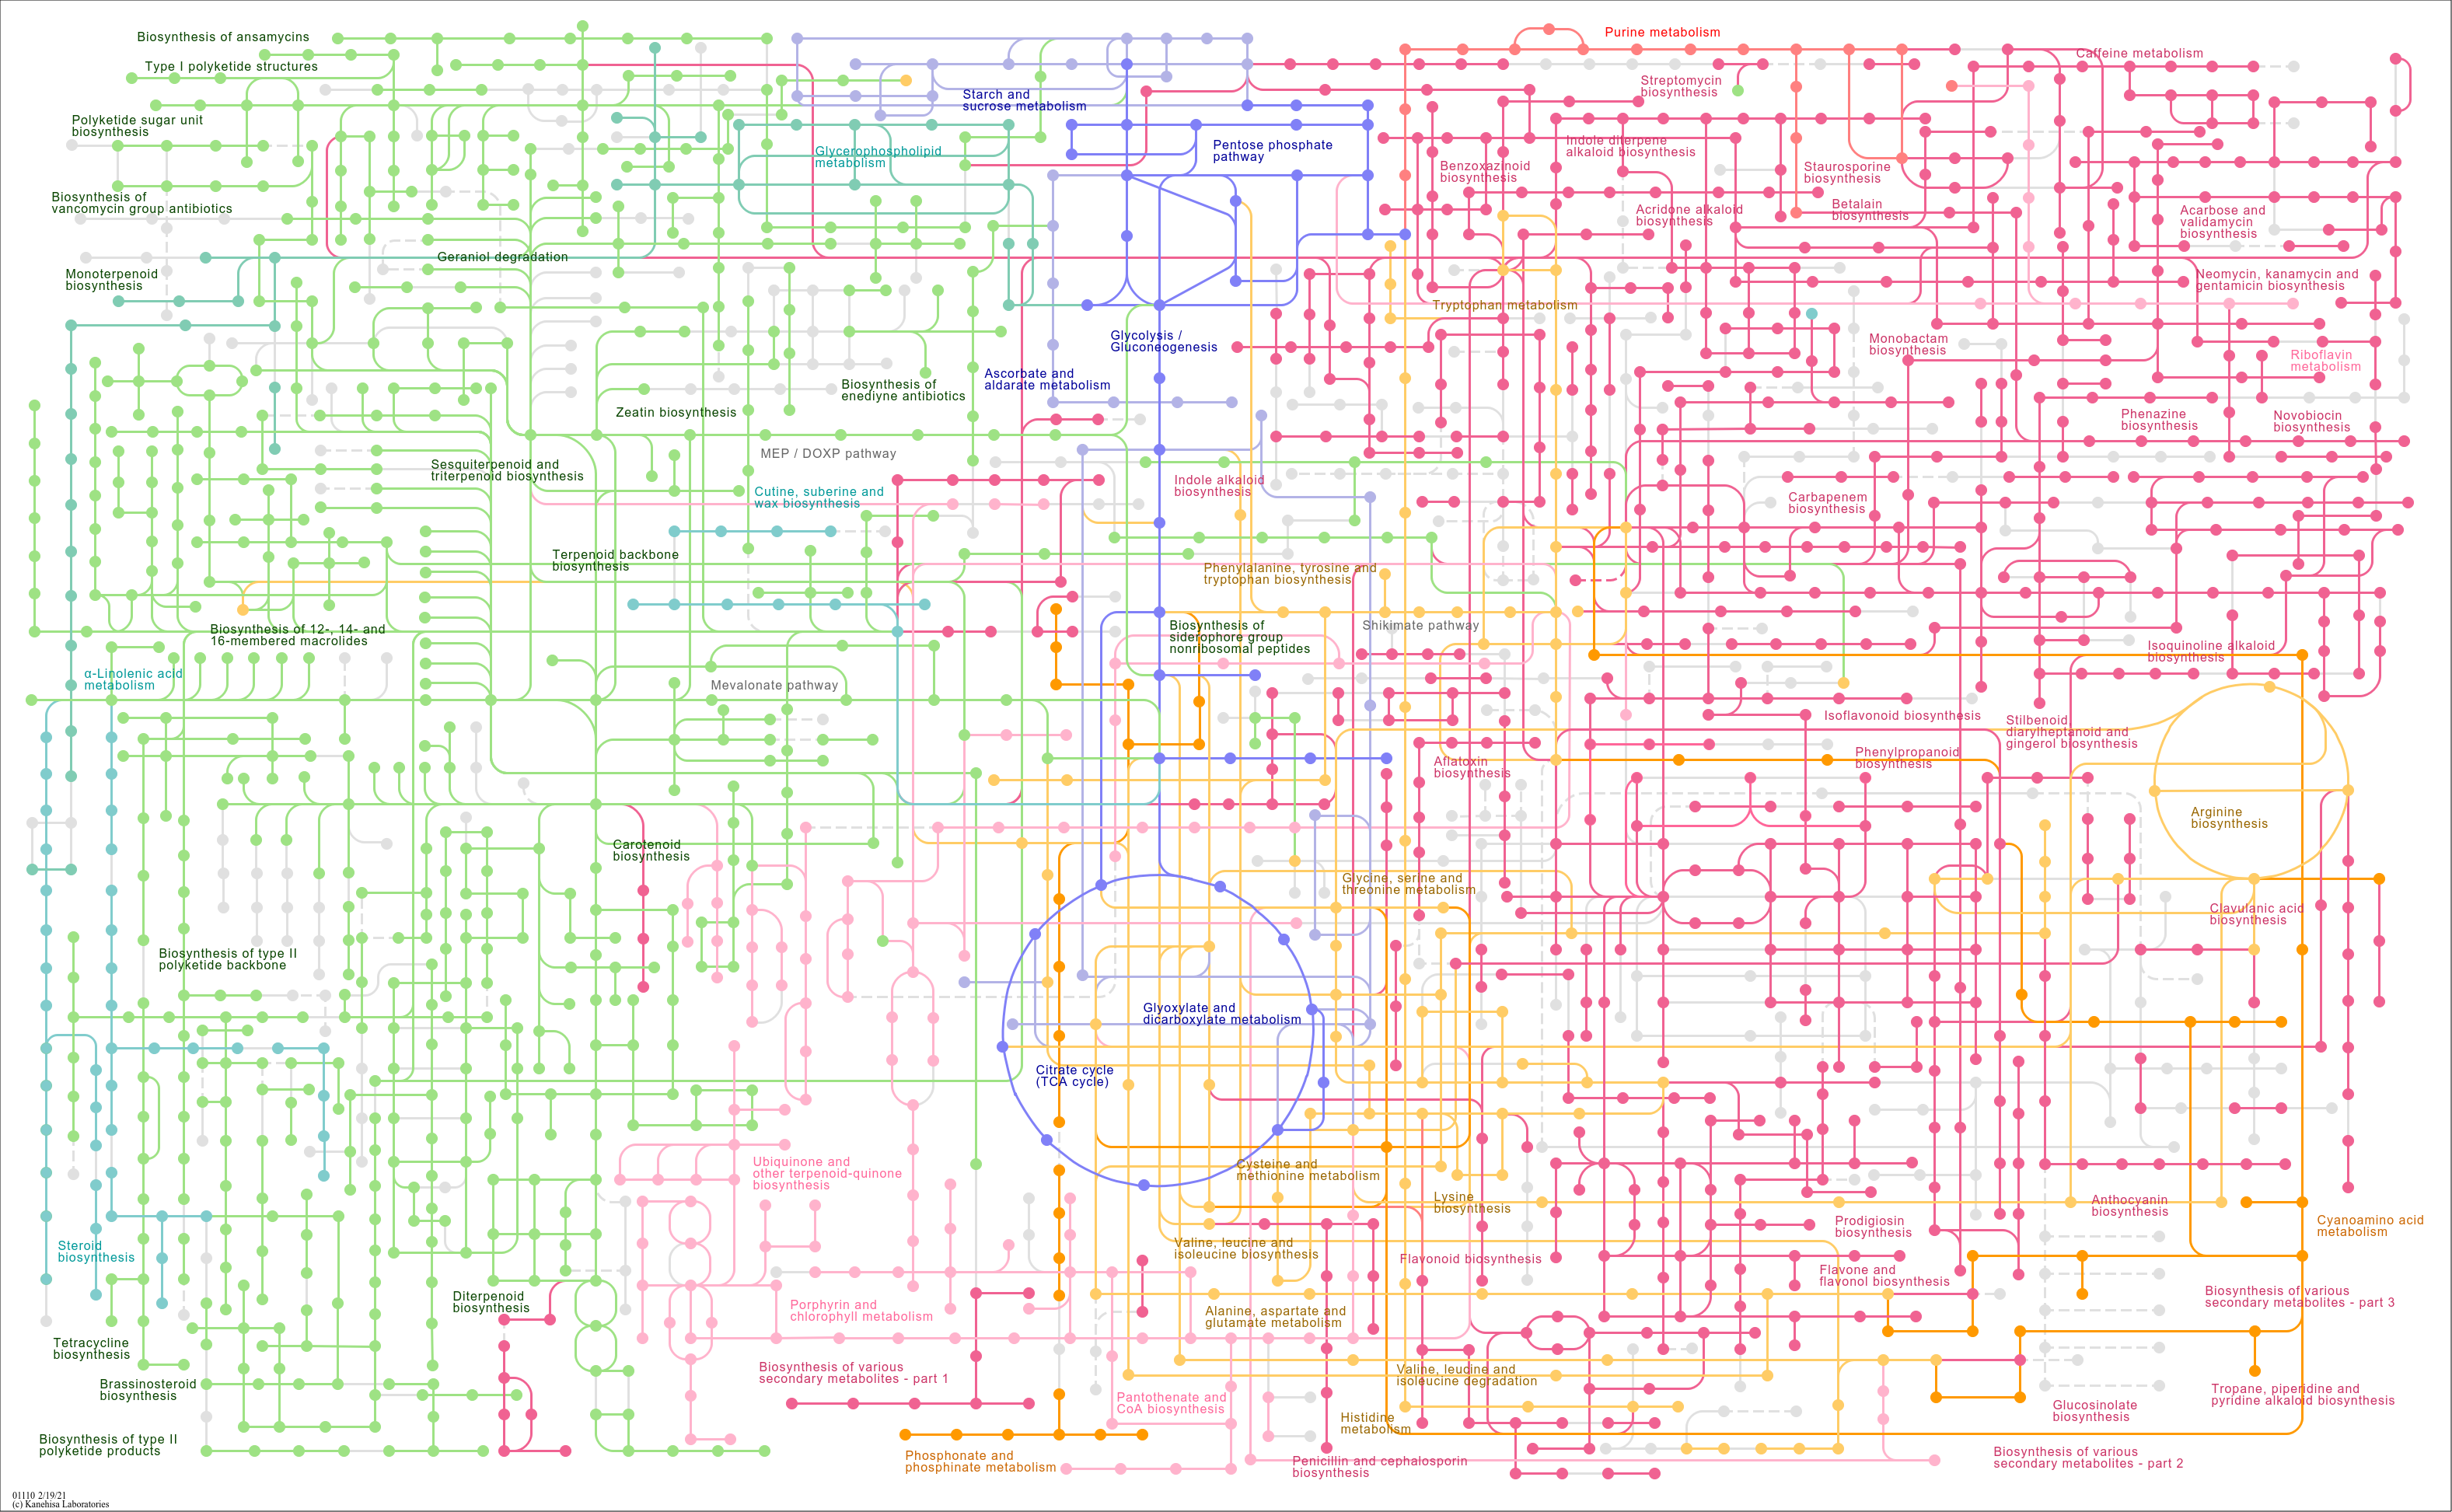 Biosynthesis of ansamycins
Type I polyketide structures
Polyketide sugar unit
biosynthesis
Biosynthesis of
vancomycin group antibiotics
Monoterpenoid
biosynthesis
Geraniol degradation
Starch and
sucrose metabolism
Glycerophospholipid
metabolism
Pentose phosphate
pathway
Purine metabolism
Caffeine metabolism
Streptomycin
biosynthesis
Indole diterpene
alkaloid biosynthesis
Benzoxazinoid
biosynthesis
Staurosporine
biosynthesis
Acridone alkaloid
biosynthesis
Betalain
biosynthesis
Acarbose and
validamycin
biosynthesis
Neomycin, kanamycin and
gentamicin biosynthesis
Tryptophan metabolism
Glycolysis /
Gluconeogenesis
Monobactam
biosynthesis
Riboflavin
metabolism
Ascorbate and
aldarate metabolism
Biosynthesis of
enediyne antibiotics
Zeatin biosynthesis
Phenazine
biosynthesis
Novobiocin
biosynthesis
MEP / DOXP pathway
Sesquiterpenoid and
triterpenoid biosynthesis
Cutine, suberine and
wax biosynthesis
Indole alkaloid
biosynthesis
Carbapenem
biosynthesis
Terpenoid backbone
biosynthesis
Phenylalanine, tyrosine and
tryptophan biosynthesis
Biosynthesis of 12-, 14- and
16-membered macrolides
Biosynthesis of
siderophore group
nonribosomal peptides
Shikimate pathway
Isoquinoline alkaloid
biosynthesis
α-Linolenic acid
metabolism
Mevalonate pathway
Isoflavonoid biosynthesis
Stilbenoid,
diarylheptanoid and
gingerol biosynthesis
Phenylpropanoid
biosynthesis
Aflatoxin
biosynthesis
Arginine
biosynthesis
Carotenoid
biosynthesis
Glycine, serine and
threonine metabolism
Clavulanic acid
biosynthesis
Biosynthesis of type II
polyketide backbone
Glyoxylate and
dicarboxylate metabolism
Citrate cycle
(TCA cycle)
Ubiquinone and
other terpenoid-quinone
biosynthesis
Cysteine and
methionine metabolism
Lysine
biosynthesis
Anthocyanin
biosynthesis
Prodigiosin
biosynthesis
Cyanoamino acid
metabolism
Steroid
biosynthesis
Valine, leucine and
isoleucine biosynthesis
Flavonoid biosynthesis
Flavone and
flavonol biosynthesis
Biosynthesis of various
secondary metabolites - part 3
Diterpenoid
biosynthesis
Porphyrin and
chlorophyll metabolism
Alanine, aspartate and
glutamate metabolism
Tetracycline
biosynthesis
Biosynthesis of various
secondary metabolites - part 1
Valine, leucine and
isoleucine degradation
Brassinosteroid
biosynthesis
Pantothenate and
CoA biosynthesis
Tropane, piperidine and
pyridine alkaloid biosynthesis
Glucosinolate
biosynthesis
Histidine
metabolism
Biosynthesis of type II
polyketide products
Phosphonate and
phosphinate metabolism
Penicillin and cephalosporin
biosynthesis
Biosynthesis of various
secondary metabolites - part 2
01110 2/19/21
(c) Kanehisa Laboratories